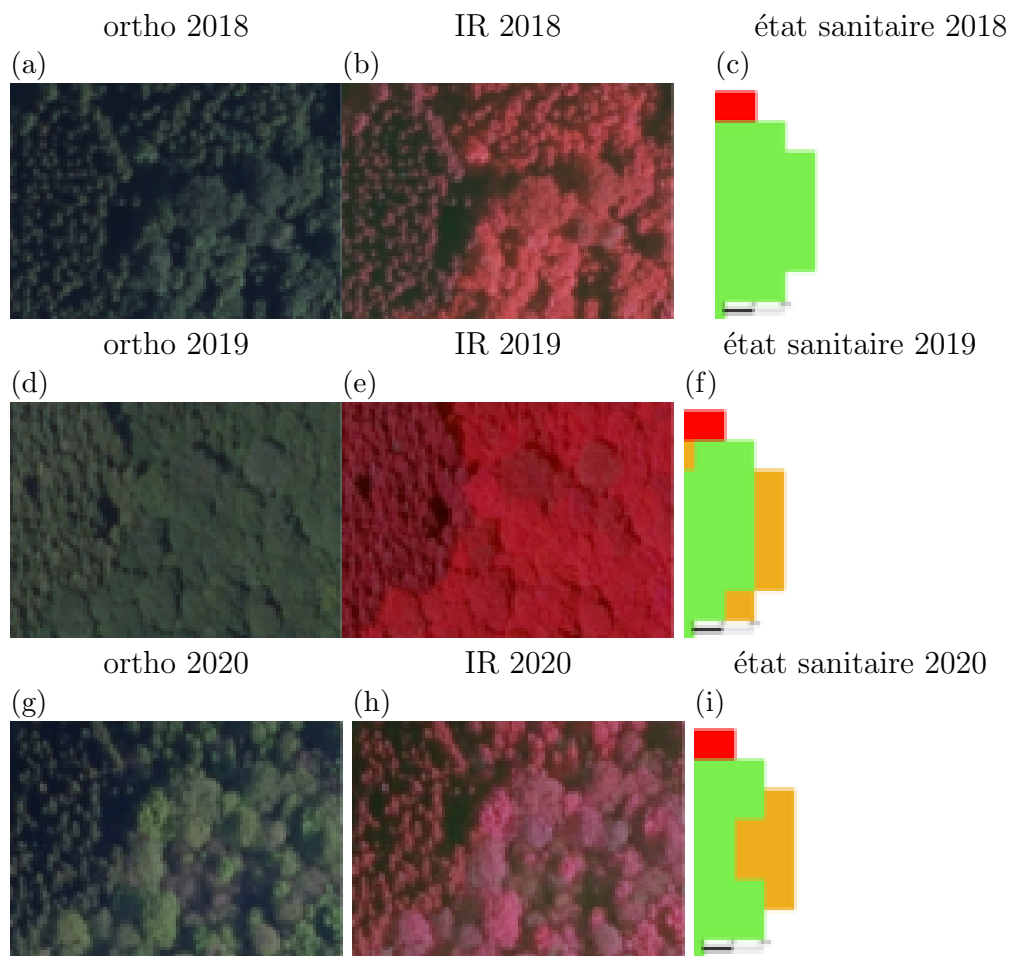 ortho 2018 IR 2018 état sanitaire 2018
(a) (b) (c)
ortho 2019 IR 2019 état sanitaire 2019
(d) (e) (f)
ortho 2020 IR 2020 état sanitaire 2020
(g) (h) (i)